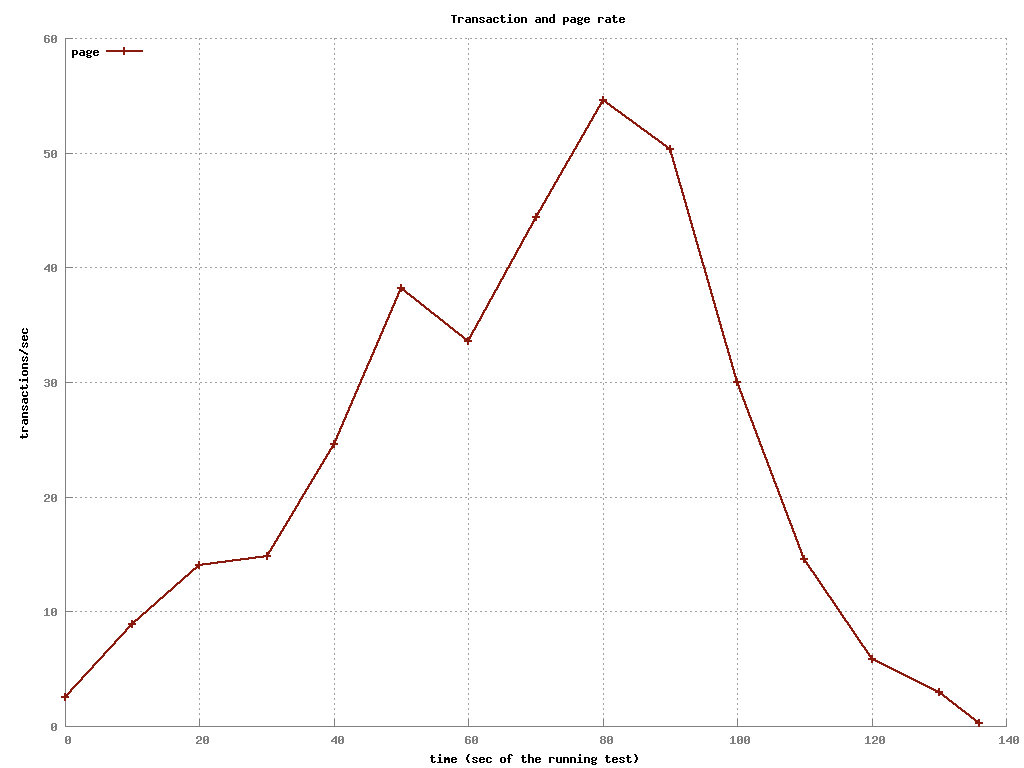 Transaction and page rate
60
page
50
40
30
20
10
0
transactions/sec
0 20 40 60 80 100 120 140
time (sec of the running test)